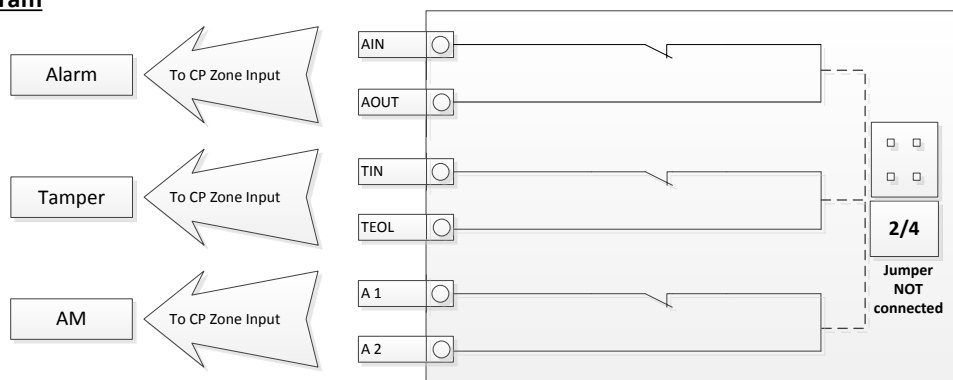 Alarm
To CP Zone Input
AIN
AOUT
Tamper
To CP Zone Input
TIN
TEOL
AM
To CP Zone Input
A 1
A 2
2/4
Jumper
NOT
connected